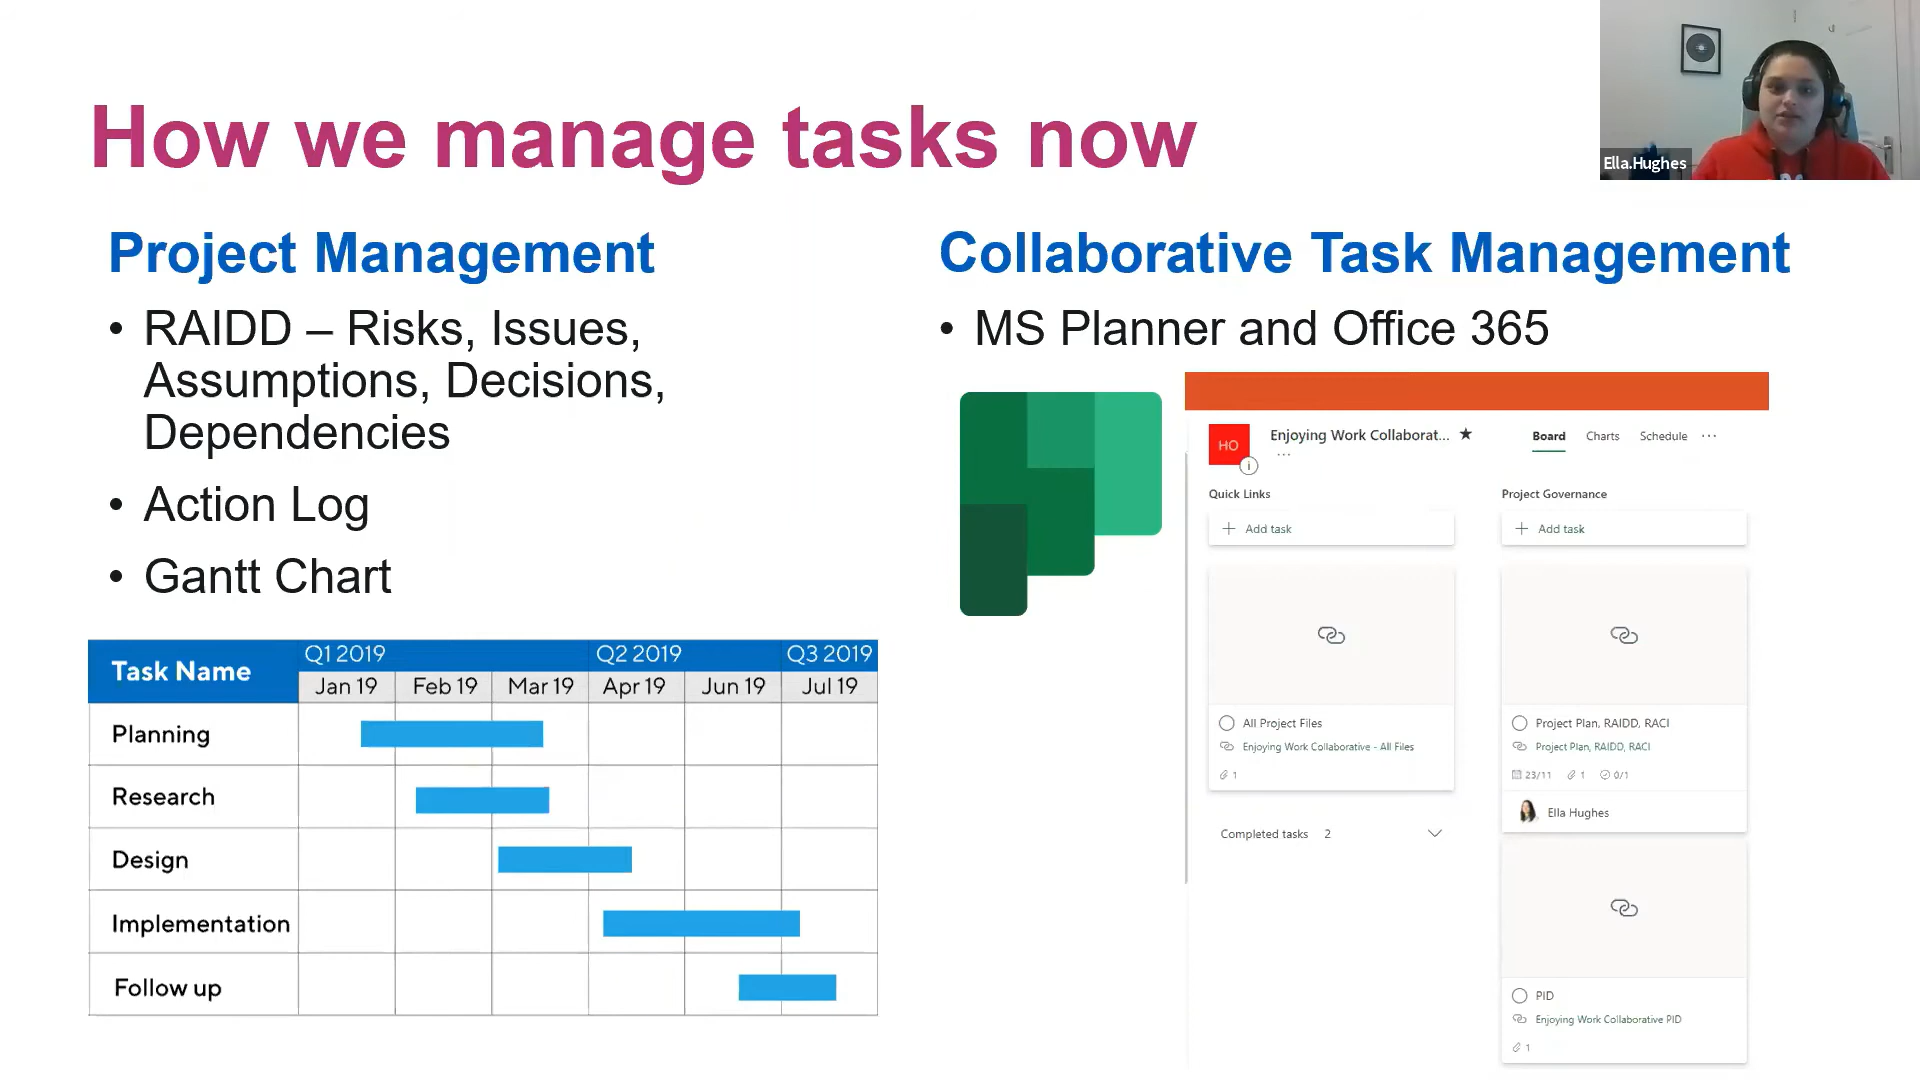 How we manage tasks now
Ella.Hughes
Project Management
• RAIDD – Risks, Issues,
Assumptions, Decisions,
Dependencies
• Action Log
• Gantt Chart
Task Name
Q1 2019
Q2 2019
Q3 2019
Jan 19
Feb 19
Mar 19
Apr 19
Jun 19
Jul 19
Planning
Research
Design
Implementation
Follow up
Collaborative Task Management
• MS Planner and Office 365
HO
Enjoying Work Collaborat... ★
...
Board
Charts
Schedule
...
Quick Links
+ Add task
All Project Files
Enjoying Work Collaborative - All Files
1
Completed tasks 2
Project Governance
+ Add task
Project Plan, RAIDD, RACI
Project Plan, RAIDD, RACI
23/11 1 0/1
Ella Hughes
PID
Enjoying Work Collaborative PID
1